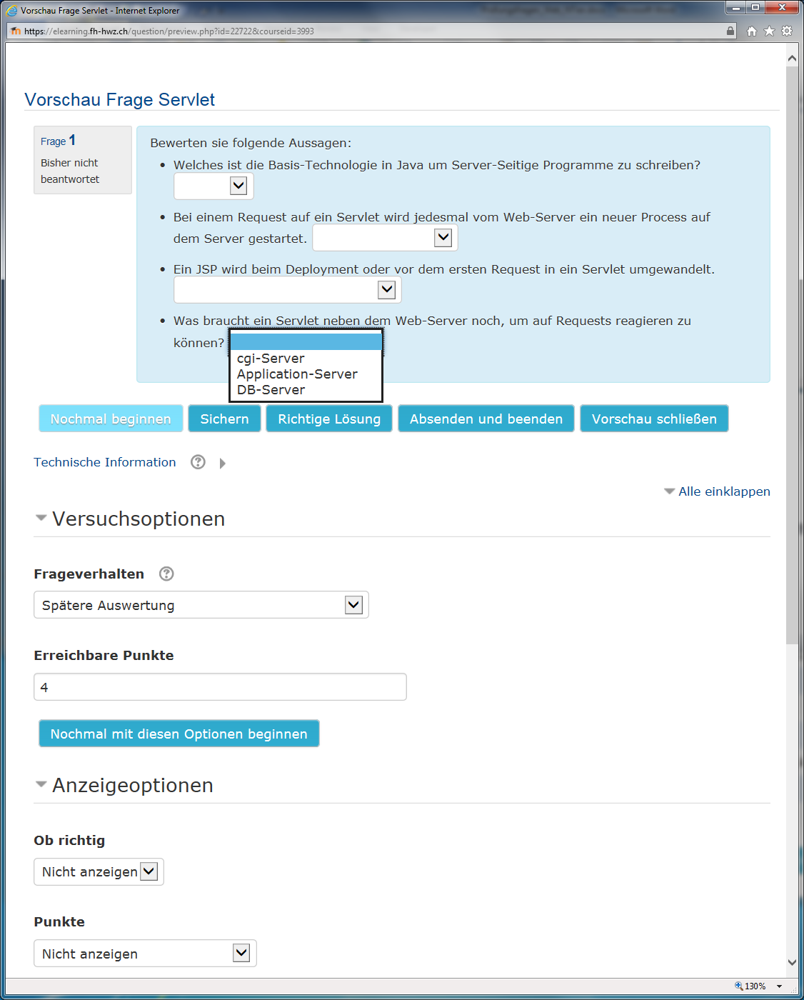 Vorschau Frage Servlet - Internet Explorer
https://elearning.fh-hwz.ch/question/preview.php?id=22722&courseid=3993
Vorschau Frage Servlet
Frage 1
Bisher nicht
beantwortet
Bewerten sie folgende Aussagen:
• Welches ist die Basis-Technologie in Java um Server-Seitige Programme zu schreiben?
• Bei einem Request auf ein Servlet wird jedesmal vom Web-Server ein neuer Process auf
dem Server gestartet.
• Ein JSP wird beim Deployment oder vor dem ersten Request in ein Servlet umgewandelt.
• Was braucht ein Servlet neben dem Web-Server noch, um auf Requests reagieren zu
können?
cgi-Server
Application-Server
DB-Server
Nochmal beginnen Sichern Richtige Lösung Absenden und beenden Vorschau schließen
Technische Information
Alle einklappen
Versuchsoptionen
Frageverhalten
Spätere Auswertung
Erreichbare Punkte
4
Nochmal mit diesen Optionen beginnen
Anzeigeoptionen
Ob richtig
Nicht anzeigen
Punkte
Nicht anzeigen
130%